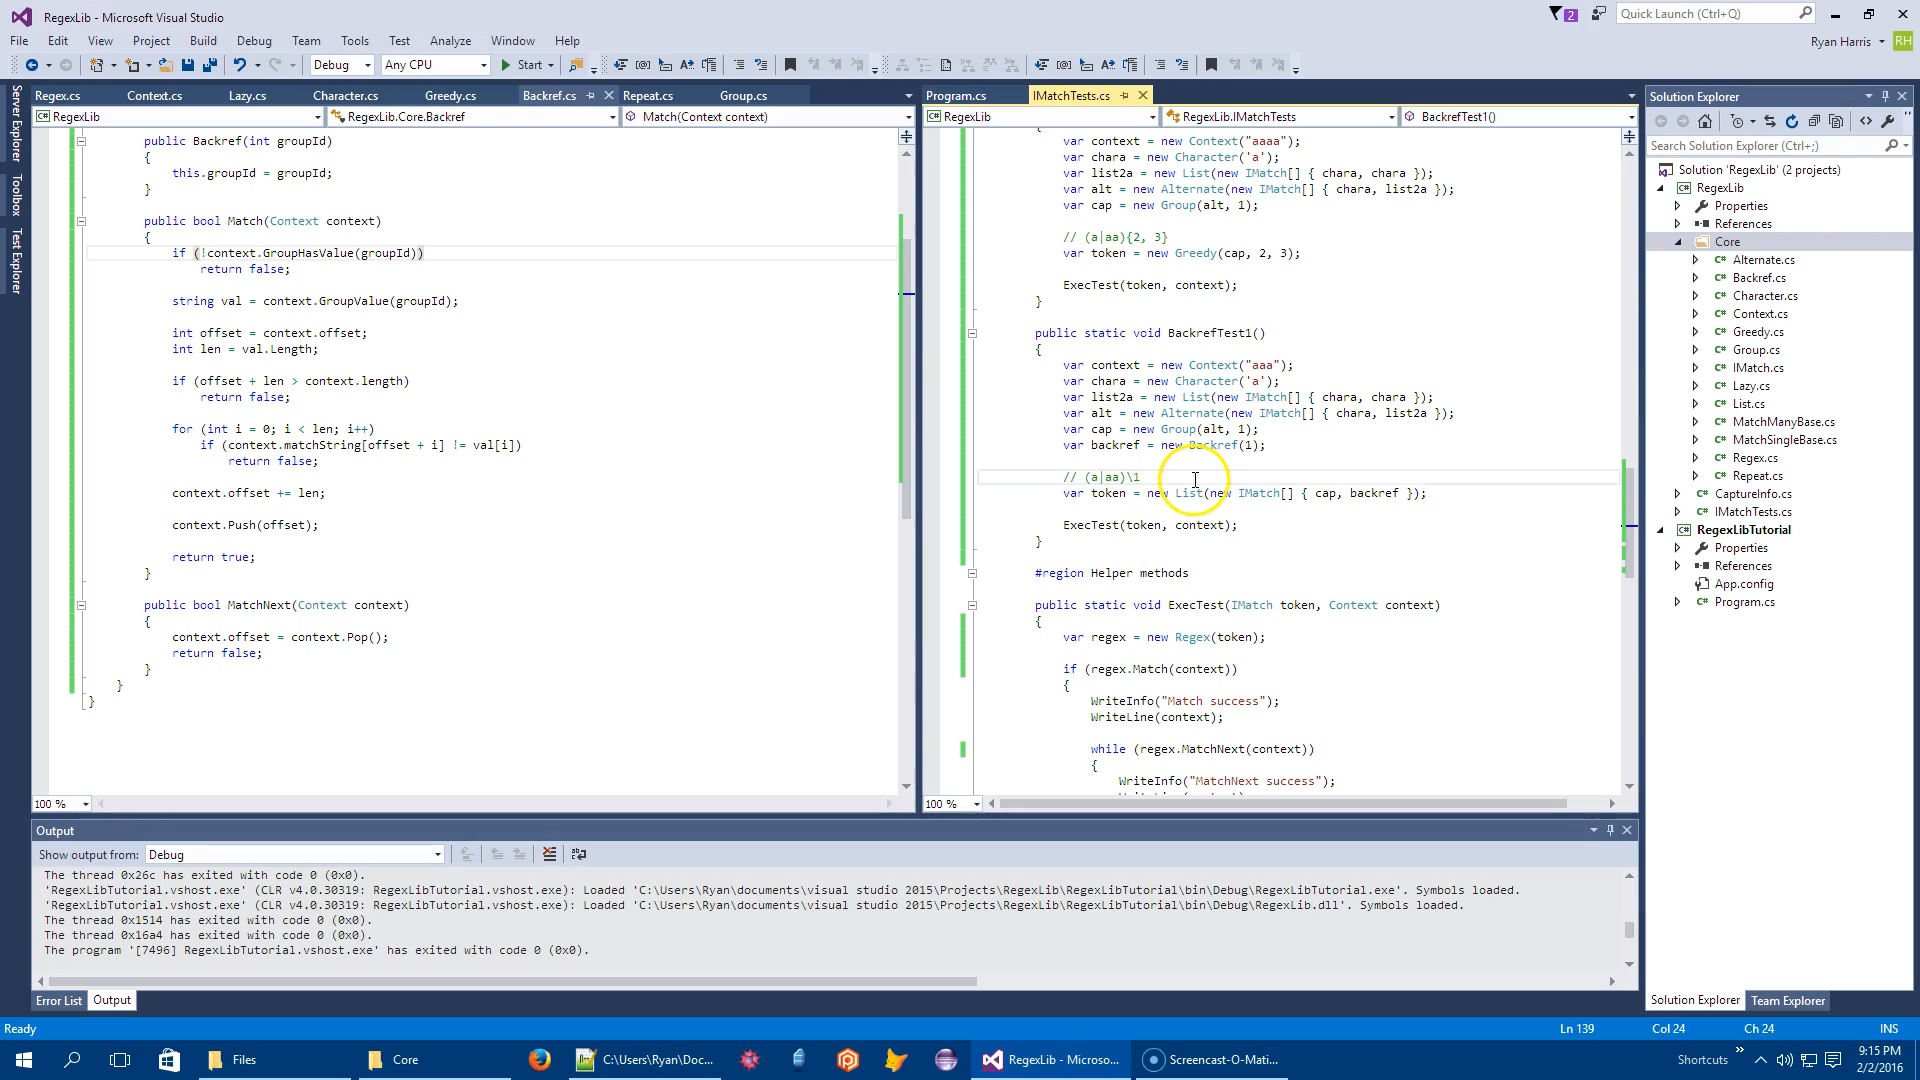 RegexLib - Microsoft Visual Studio
2
Quick Launch (Ctrl+Q)
File Edit View Project Build Debug Team Tools Test Analyze Window Help
Ryan Harris RH
Debug Any CPU Start
Server Explorer
Toolbox
Test Explorer
Regex.cs Context.cs Lazy.cs Character.cs Greedy.cs Backref.cs Repeat.cs Group.cs
RegexLib RegexLib.Core.Backref Match(Context context)
public Backref(int groupId)
{
this.groupId = groupId;
}
public bool Match(Context context)
{
if (!context.GroupHasValue(groupId))
return false;
string val = context.GroupValue(groupId);
int offset = context.offset;
int len = val.Length;
if (offset + len > context.length)
return false;
for (int i = 0; i < len; i++)
if (context.matchString[offset + i] != val[i])
return false;
context.offset += len;
context.Push(offset);
return true;
}
public bool MatchNext(Context context)
{
context.offset = context.Pop();
return false;
}
}
}
100 %
Program.cs IMatchTests.cs
RegexLib RegexLib.IMatchTests BackrefTest1()
{
var context = new Context("aaaa");
var chara = new Character('a');
var list2a = new List(new IMatch[] { chara, chara });
var alt = new Alternate(new IMatch[] { chara, list2a });
var cap = new Group(alt, 1);
// (a|aa){2, 3}
var token = new Greedy(cap, 2, 3);
ExecTest(token, context);
}
public static void BackrefTest1()
{
var context = new Context("aaa");
var chara = new Character('a');
var list2a = new List(new IMatch[] { chara, chara });
var alt = new Alternate(new IMatch[] { chara, list2a });
var cap = new Group(alt, 1);
var backref = new Backref(1);
// (a|aa)\1
var token = new List(new IMatch[] { cap, backref });
ExecTest(token, context);
}
#region Helper methods
public static void ExecTest(IMatch token, Context context)
{
var regex = new Regex(token);
if (regex.Match(context))
{
WriteInfo("Match success");
WriteLine(context);
while (regex.MatchNext(context))
{
WriteInfo("MatchNext success");
100 %
Solution Explorer
Search Solution Explorer (Ctrl+;)
Solution 'RegexLib' (2 projects)
RegexLib
Properties
References
Core
Alternate.cs
Backref.cs
Character.cs
Context.cs
Greedy.cs
Group.cs
IMatch.cs
Lazy.cs
List.cs
MatchManyBase.cs
MatchSingleBase.cs
Regex.cs
Repeat.cs
CaptureInfo.cs
IMatchTests.cs
RegexLibTutorial
Properties
References
App.config
Program.cs
Solution Explorer Team Explorer
Output
Show output from: Debug
The thread 0x26c has exited with code 0 (0x0).
'RegexLibTutorial.vshost.exe' (CLR v4.0.30319: RegexLibTutorial.vshost.exe): Loaded 'C:\Users\Ryan\documents\visual studio 2015\Projects\RegexLib\RegexLibTutorial\bin\Debug\RegexLibTutorial.exe'. Symbols loaded.
'RegexLibTutorial.vshost.exe' (CLR v4.0.30319: RegexLibTutorial.vshost.exe): Loaded 'C:\Users\Ryan\documents\visual studio 2015\Projects\RegexLib\RegexLibTutorial\bin\Debug\RegexLib.dll'. Symbols loaded.
The thread 0x1514 has exited with code 0 (0x0).
The thread 0x16a4 has exited with code 0 (0x0).
The program '[7496] RegexLibTutorial.vshost.exe' has exited with code 0 (0x0).
Error List Output
Ready Ln 139 Col 24 Ch 24 INS
Files Core C:\Users\Ryan\Doc... RegexLib - Microso... Screencast-O-Mati... Shortcuts
9:15 PM
2/2/2016